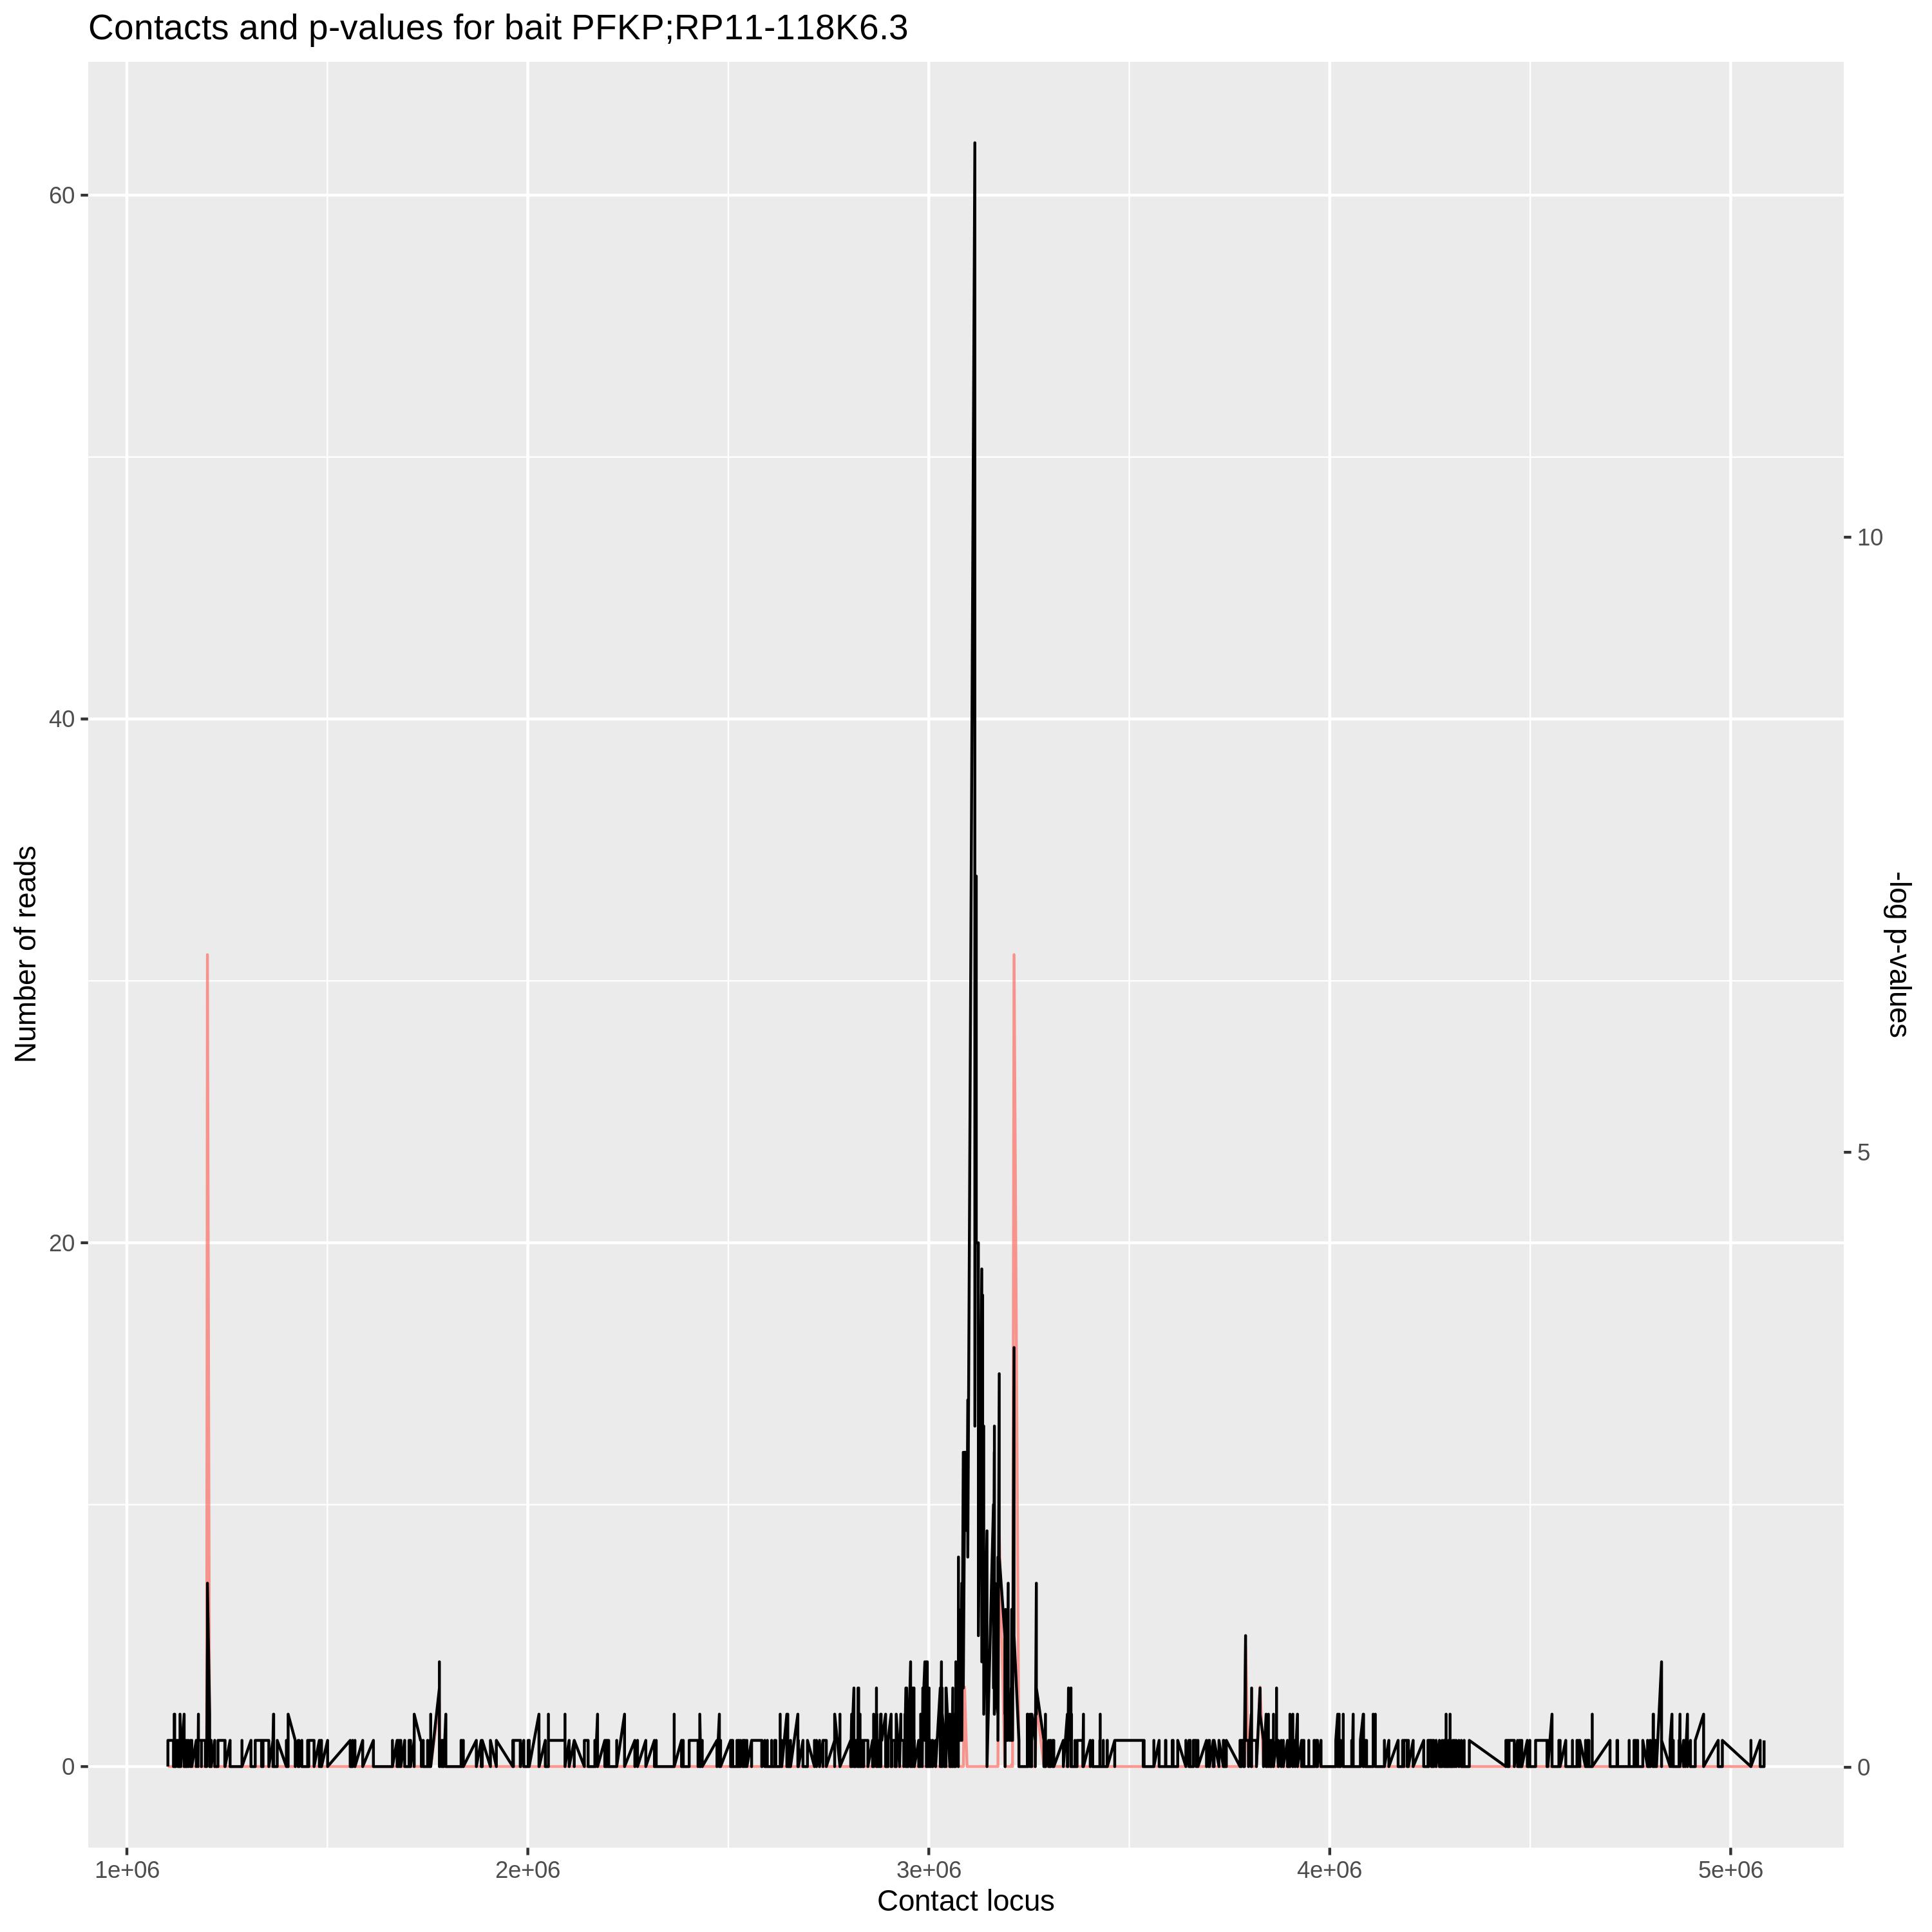 Contacts and p-values for bait PFKP;RP11-118K6.3
60
40
20
0
Number of reads
10
5
0
-log p-values
1e+06 2e+06 3e+06 4e+06 5e+06
Contact locus